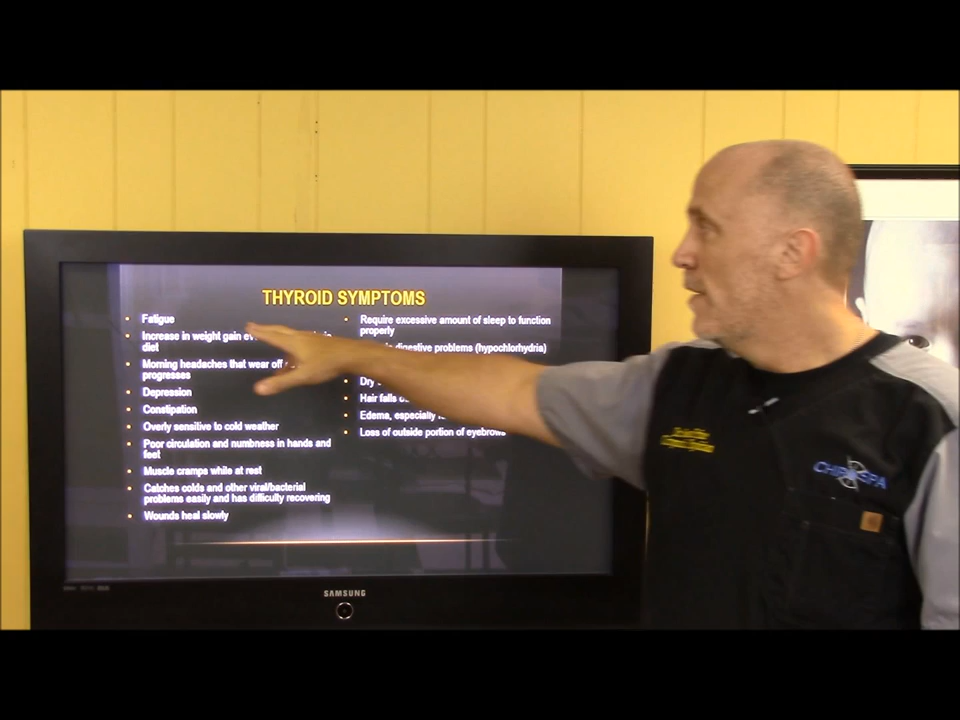 THYROID SYMPTOMS
Fatigue
Increase in weight gain
diet
Morning headaches that wear off
progresses
Depression
Constipation
Overly sensitive to cold weather
Poor circulation and numbness in hands and
feet
Muscle cramps while at rest
Catches colds and other viral/bacterial
problems easily and has difficulty recovering
Wounds heal slowly
Require excessive amount of sleep to function
properly
digestive problems (hypochlorhydria)
Dry
Hair falls
Edema, especially
Loss of outside portion of eyebrows
SAMSUNG